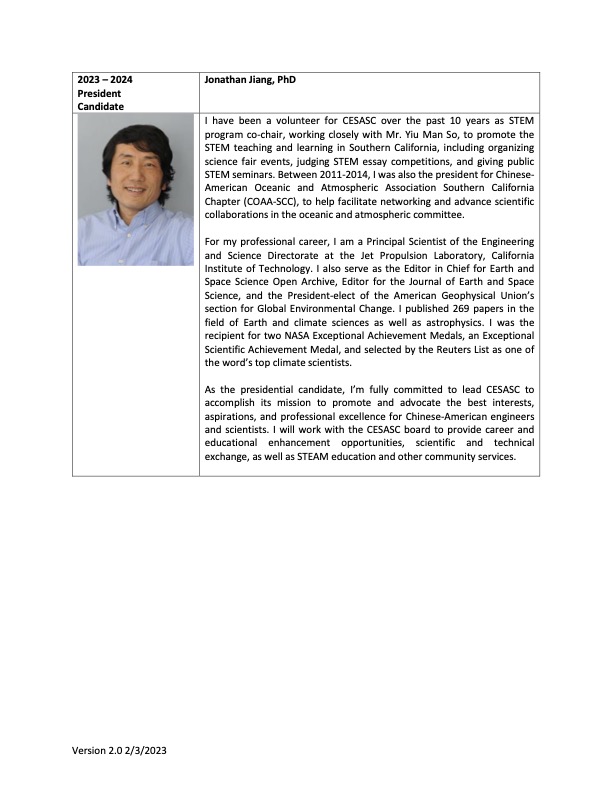 2023 – 2024
President
Candidate
Jonathan Jiang, PhD
I have been a volunteer for CESASC over the past 10 years as STEM
program co-chair, working closely with Mr. Yiu Man So, to promote the
STEM teaching and learning in Southern California, including organizing
science fair events, judging STEM essay competitions, and giving public
STEM seminars. Between 2011-2014, I was also the president for Chinese-
American Oceanic and Atmospheric Association Southern California
Chapter (COAA-SCC), to help facilitate networking and advance scientific
collaborations in the oceanic and atmospheric committee.
For my professional career, I am a Principal Scientist of the Engineering
and Science Directorate at the Jet Propulsion Laboratory, California
Institute of Technology. I also serve as the Editor in Chief for Earth and
Space Science Open Archive, Editor for the Journal of Earth and Space
Science, and the President-elect of the American Geophysical Union's
section for Global Environmental Change. I published 269 papers in the
field of Earth and climate sciences as well as astrophysics. I was the
recipient for two NASA Exceptional Achievement Medals, an Exceptional
Scientific Achievement Medal, and selected by the Reuters List as one of
the word's top climate scientists.
As the presidential candidate, I'm fully committed to lead CESASC to
accomplish its mission to promote and advocate the best interests,
aspirations, and professional excellence for Chinese-American engineers
and scientists. I will work with the CESASC board to provide career and
educational enhancement opportunities, scientific and technical
exchange, as well as STEAM education and other community services.
Version 2.0 2/3/2023